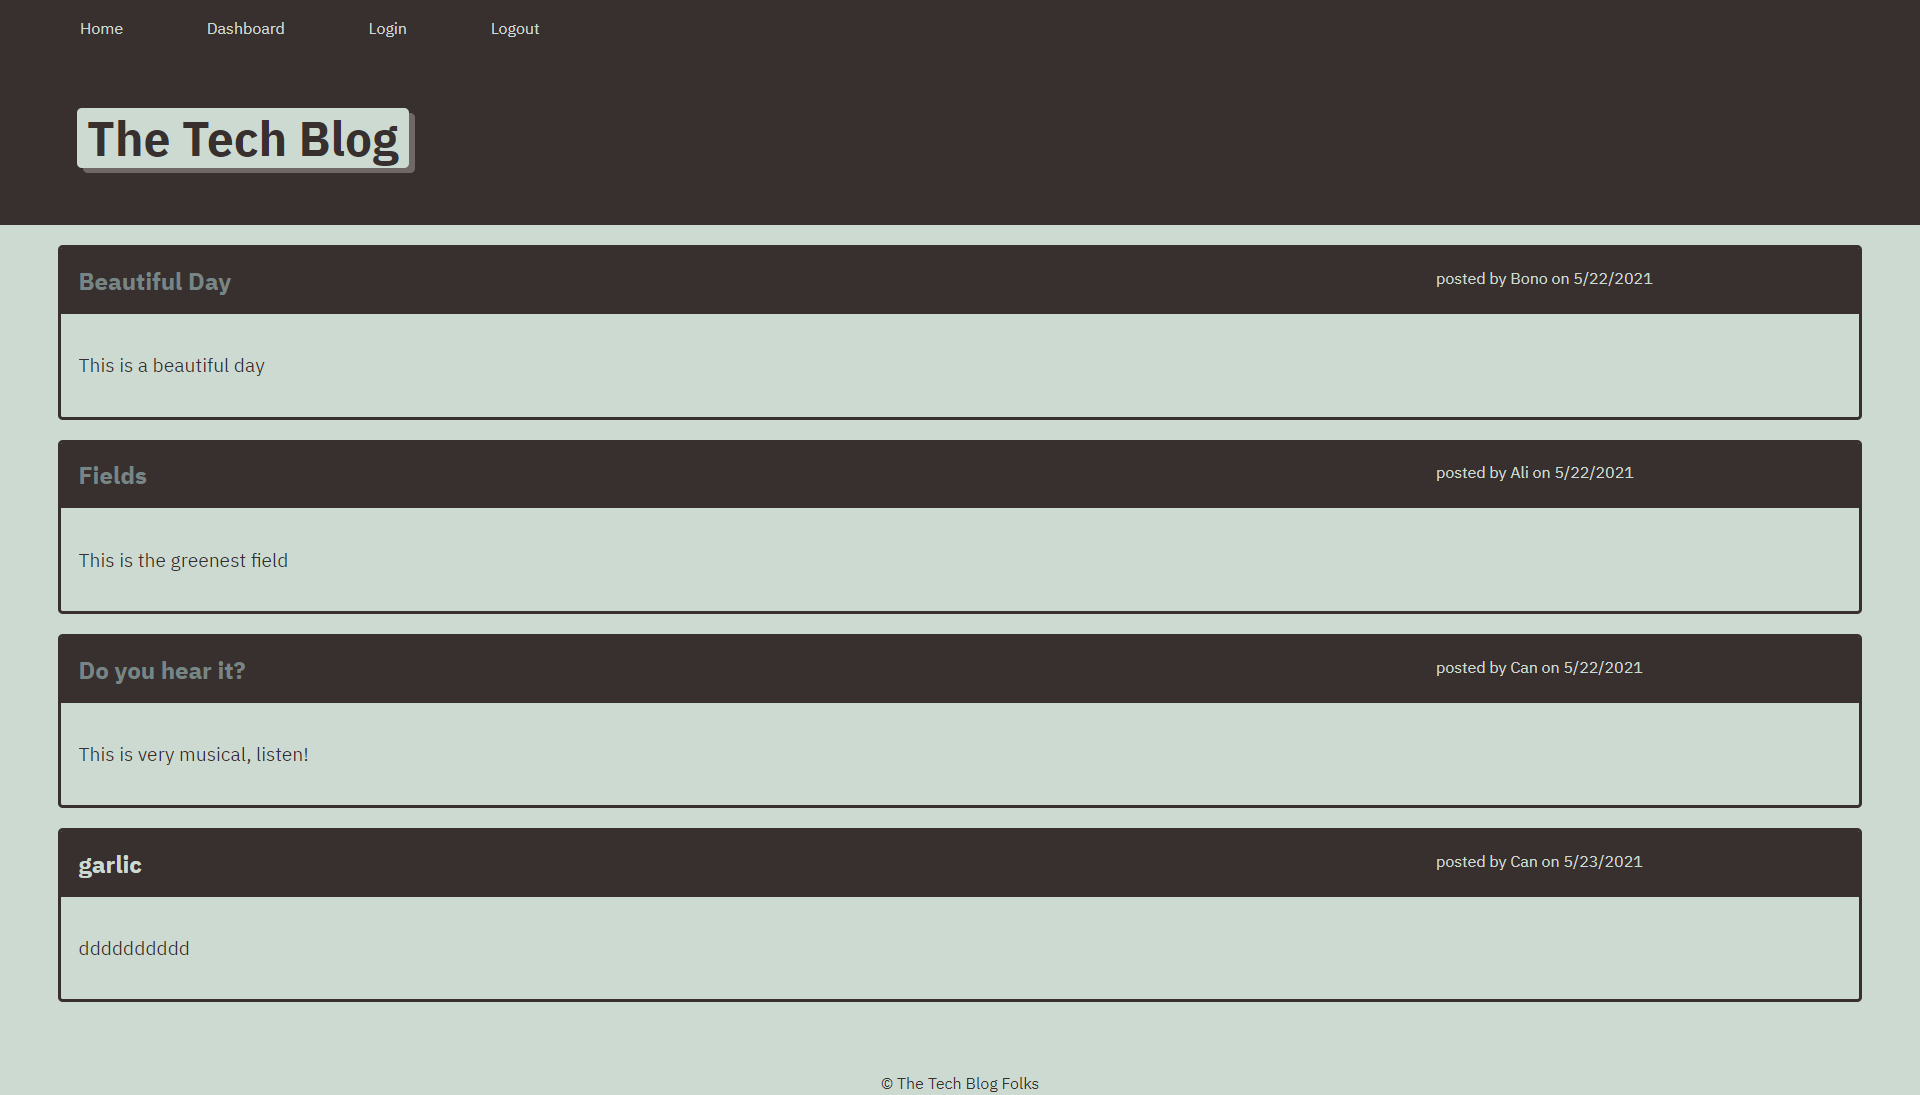 Home Dashboard Login Logout
The Tech Blog
Beautiful Day posted by Bono on 5/22/2021
This is a beautiful day
Fields posted by Ali on 5/22/2021
This is the greenest field
Do you hear it? posted by Can on 5/22/2021
This is very musical, listen!
garlic posted by Can on 5/23/2021
dddddddddd
© The Tech Blog Folks